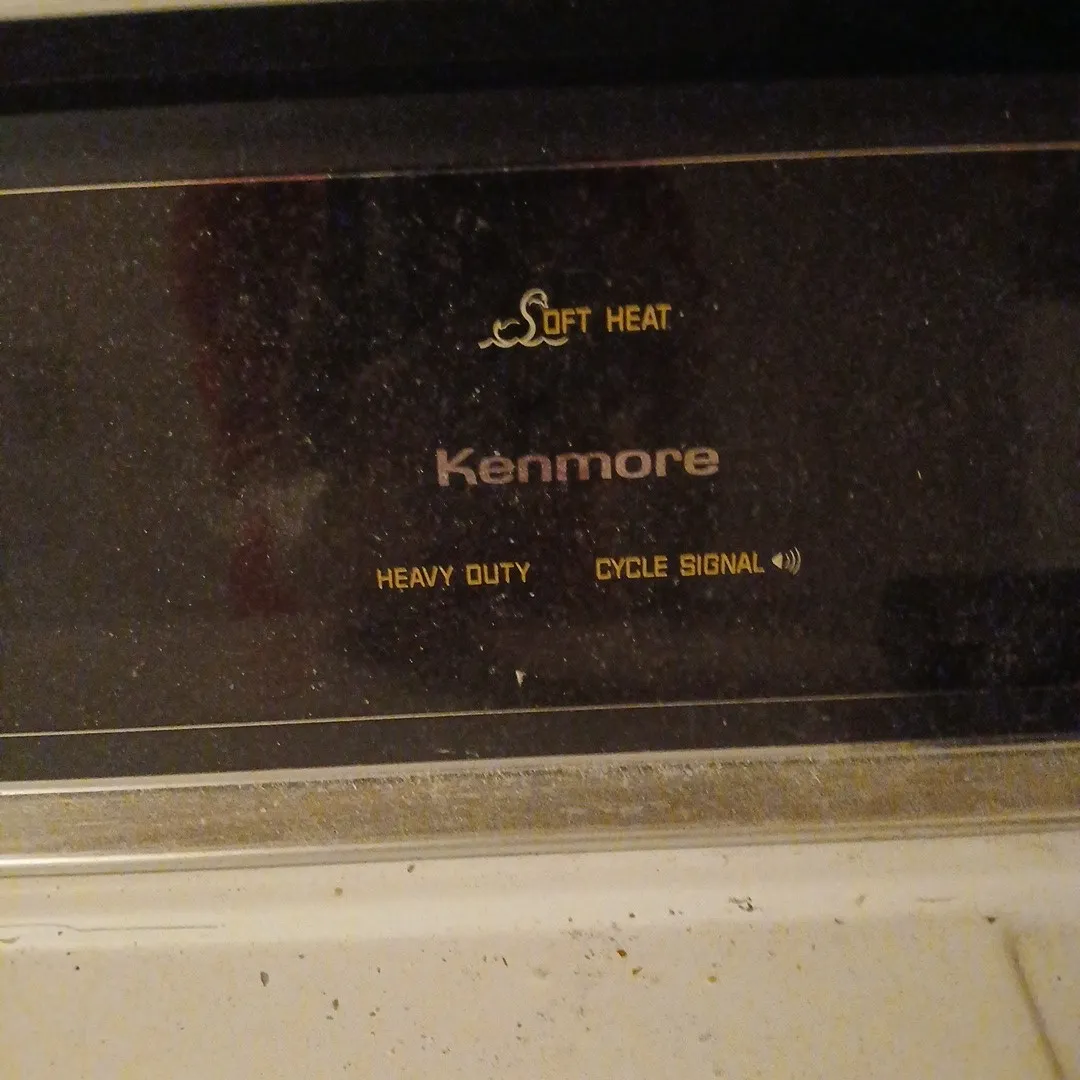 SOFT HEAT
Kenmore
HEAVY DUTY CYCLE SIGNAL